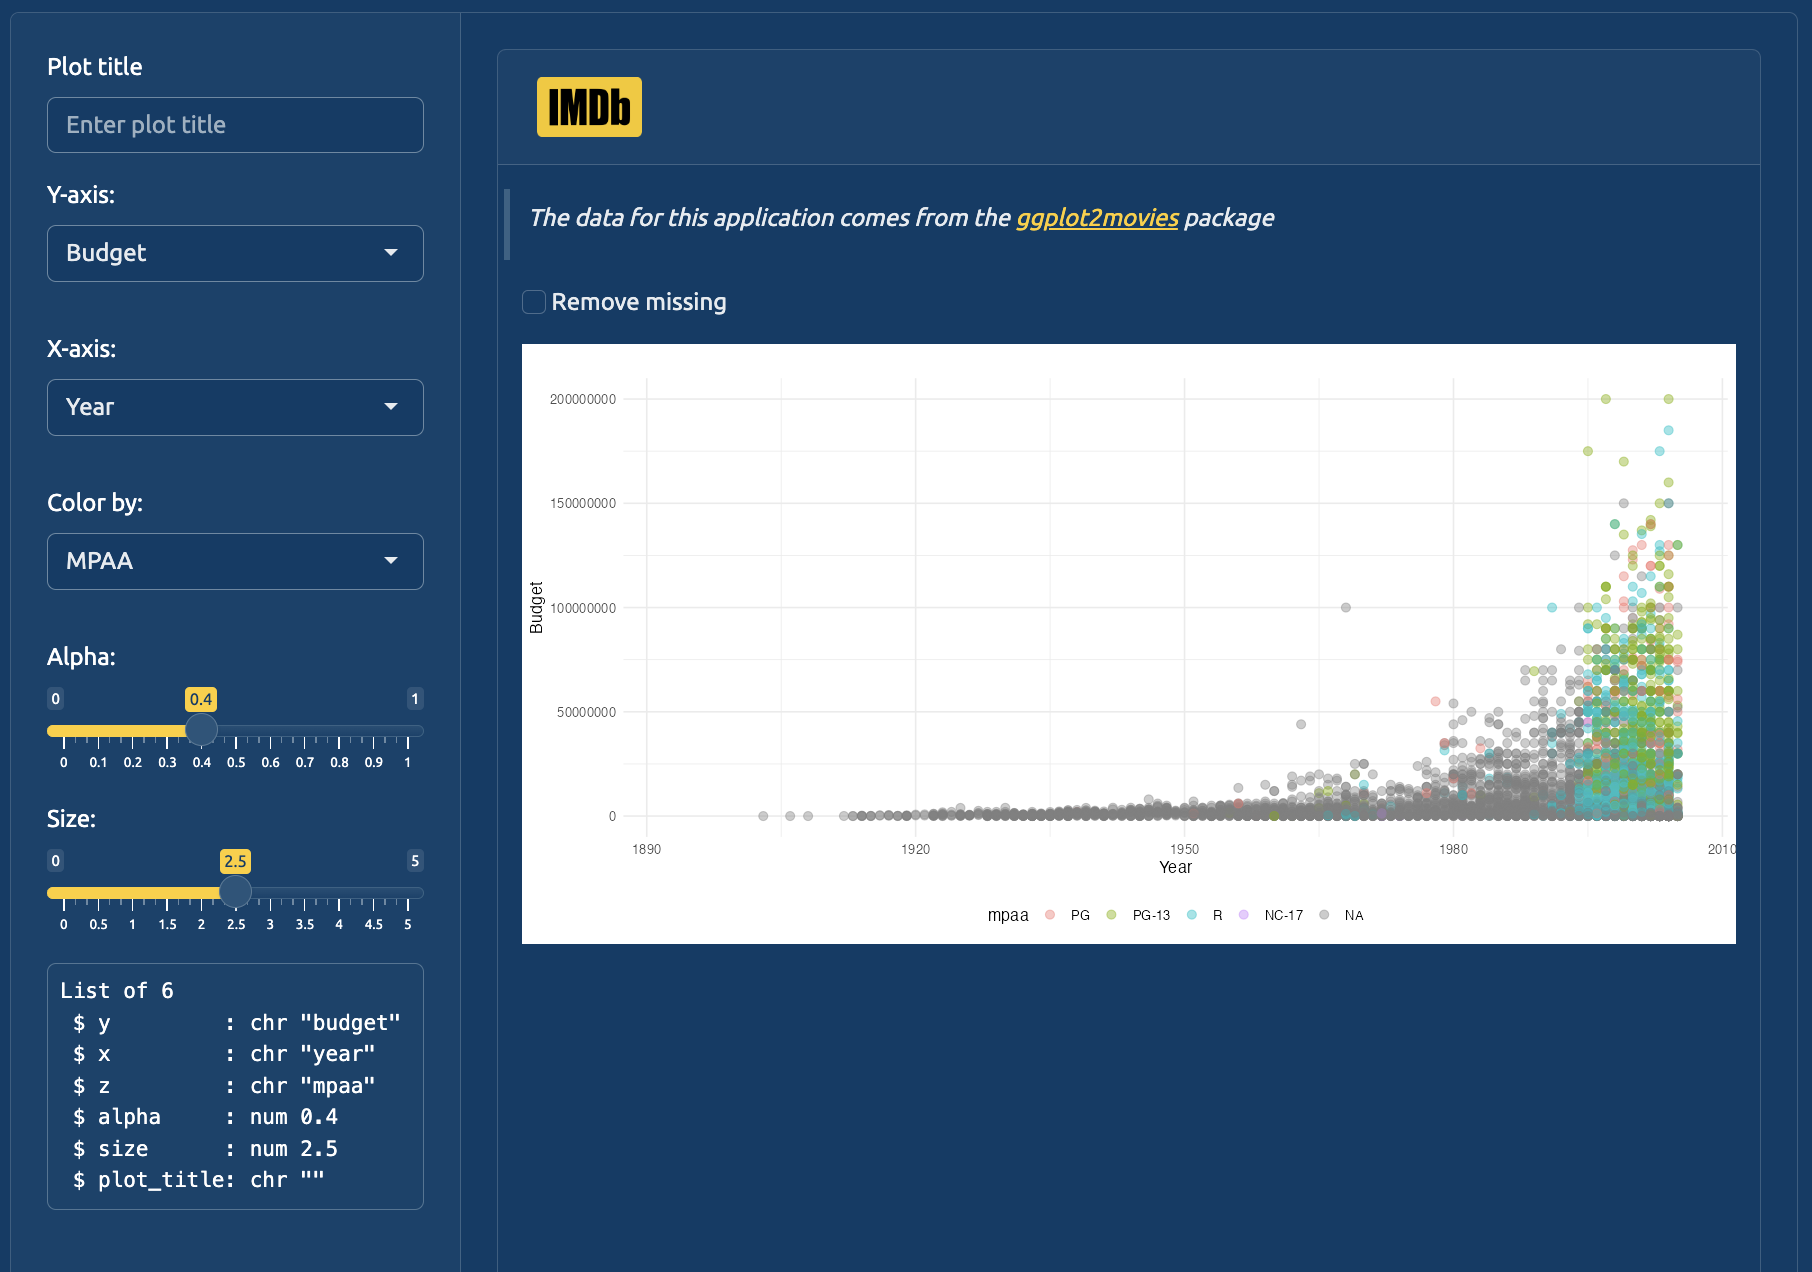 Plot title
Enter plot title
Y-axis:
Budget
X-axis:
Year
Color by:
MPAA
Alpha:
0 0.4 1
0 0.1 0.2 0.3 0.4 0.5 0.6 0.7 0.8 0.9 1
Size:
0 2.5 5
0 0.5 1 1.5 2 2.5 3 3.5 4 4.5 5
List of 6
$ y : chr "budget"
$ x : chr "year"
$ z : chr "mpaa"
$ alpha : num 0.4
$ size : num 2.5
$ plot_title: chr ""
IMDb
The data for this application comes from the ggplot2movies package
Remove missing
200000000
150000000
100000000
50000000
0
Budget
1890 1920 1950 1980 2010
Year
mpaa PG PG-13 R NC-17 NA